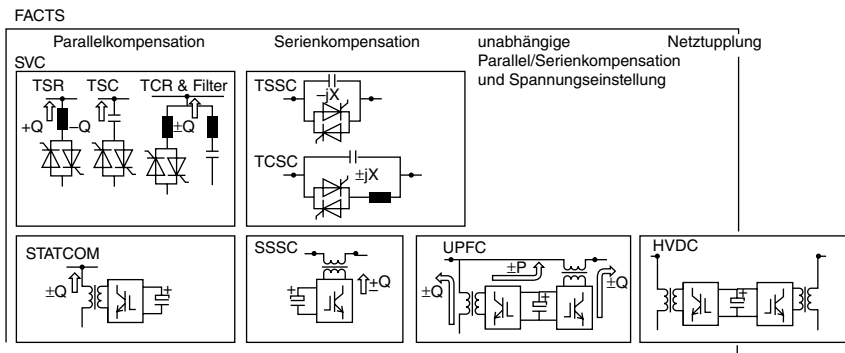 FACTS
Parallelkompensation
Serienkompensation
unabhängige
Parallel/Serienkompensation
und Spannungseinstellung
Netztupplung
SVC
TSR
TSC
TCR & Filter
+Q
–Q
±Q
TSSC
–jX
TCSC
±jX
STATCOM
±Q
+
SSSC
+
±Q
UPFC
±P
±Q
+
±Q
HVDC
+